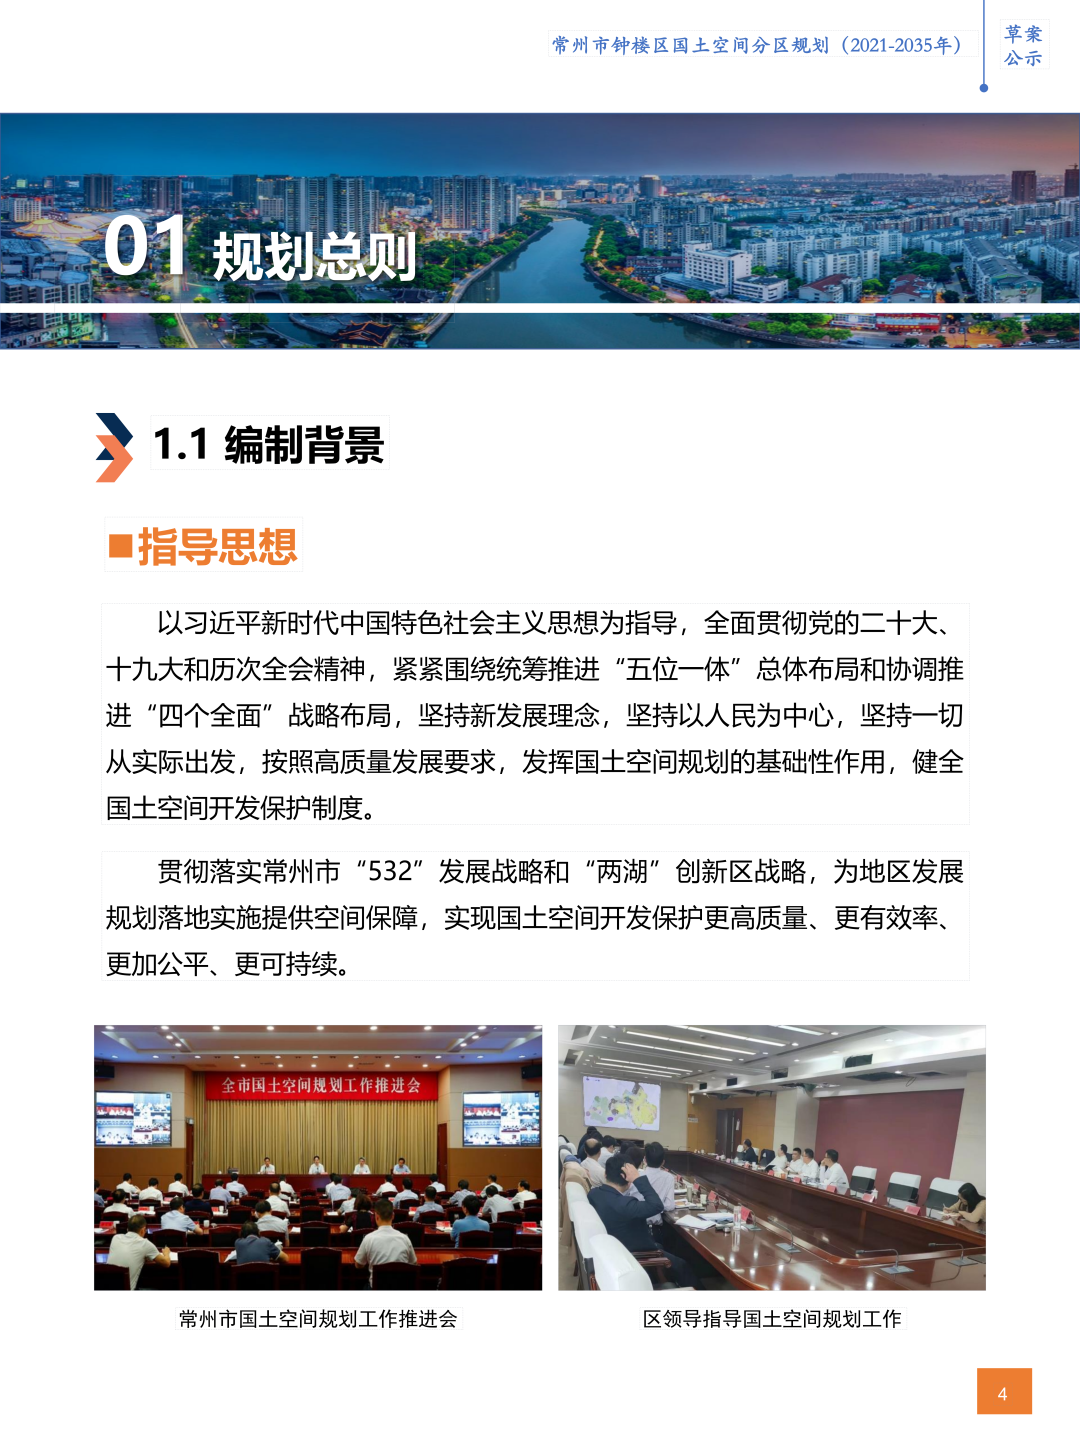 常州市钟楼区国土空间分区规划（2021-2035年）
草案
公示
01 规划总则
1.1 编制背景
■指导思想
以习近平新时代中国特色社会主义思想为指导，全面贯彻党的二十大、
十九大和历次全会精神，紧紧围绕统筹推进“五位一体”总体布局和协调推
进“四个全面”战略布局，坚持新发展理念，坚持以人民为中心，坚持一切
从实际出发，按照高质量发展要求，发挥国土空间规划的基础性作用，健全
国土空间开发保护制度。
贯彻落实常州市“532”发展战略和“两湖”创新区战略，为地区发展
规划落地实施提供空间保障，实现国土空间开发保护更高质量、更有效率、
更加公平、更可持续。
全市国土空间规划工作推进会
常州市国土空间规划工作推进会
区领导指导国土空间规划工作
4